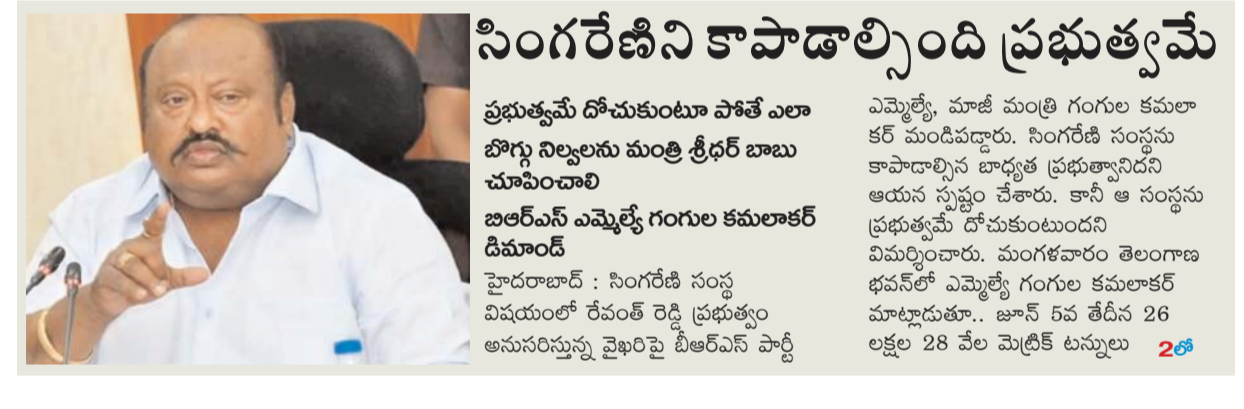 సింగరేణిని కాపాడాల్సింది ప్రభుత్వమే
ప్రభుత్వమే దోచుకుంటూ పోతే ఎలా
బొగ్గు నిల్వలను మంత్రి శ్రీధర్ బాబు
చూపించాలి
బిఆర్ఎస్ ఎమ్మెల్యే గంగుల కమలాకర్
డిమాండ్
హైదరాబాద్ : సింగరేణి సంస్థ
విషయంలో రేవంత్ రెడ్డి ప్రభుత్వం
అనుసరిస్తున్న వైఖరిపై బీఆర్ఎస్ పార్టీ
ఎమ్మెల్యే, మాజీ మంత్రి గంగుల కమలా
కర్ మండిపడ్డారు. సింగరేణి సంస్థను
కాపాడాల్సిన బాధ్యత ప్రభుత్వానిదని
ఆయన స్పష్టం చేశారు. కానీ ఆ సంస్థను
ప్రభుత్వమే దోచుకుంటుందని
విమర్శించారు. మంగళవారం తెలంగాణ
భవన్‌లో ఎమ్మెల్యే గంగుల కమలాకర్
మాట్లాడుతూ.. జూన్ 5వ తేదీన 26
లక్షల 28 వేల మెట్రిక్ టన్నులు 2లో